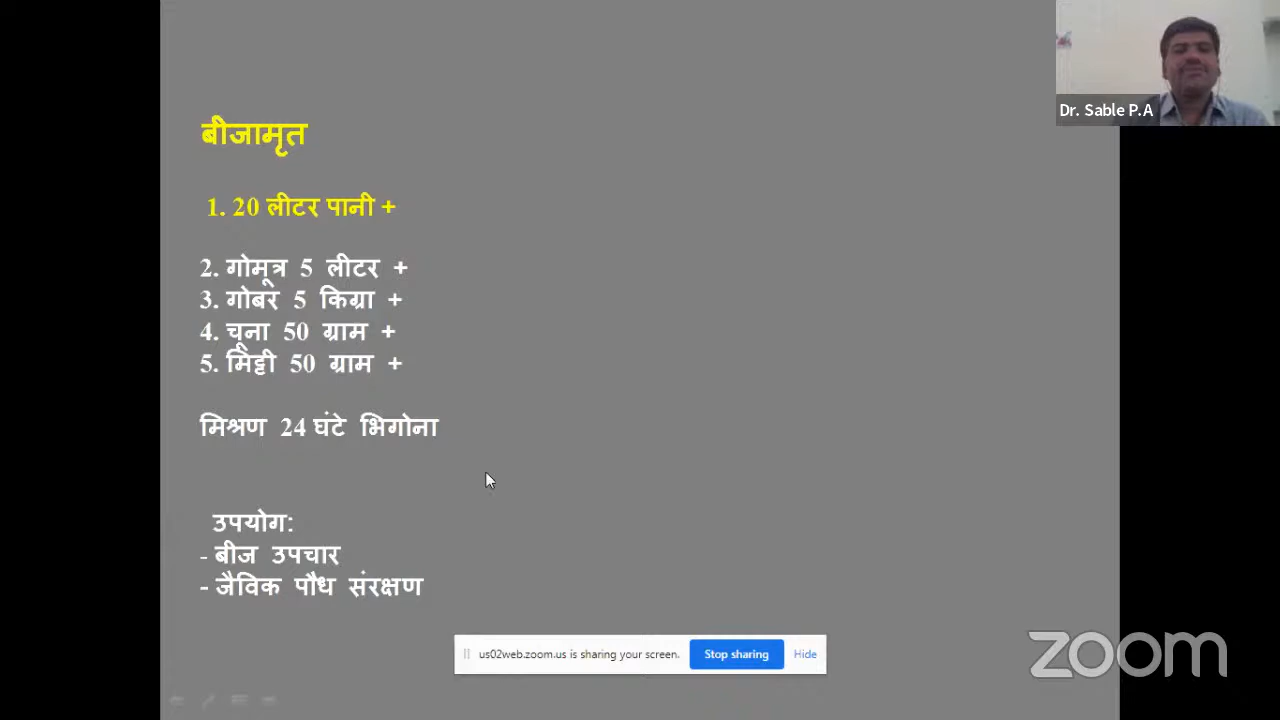 Dr. Sable P.A
बीजामृत
1. 20 लीटर पानी +
2. गोमूत्र 5 लीटर +
3. गोबर 5 किग्रा +
4. चूना 50 ग्राम +
5. मिट्टी 50 ग्राम +
मिश्रण 24 घंटे भिगोना
उपयोग:
- बीज उपचार
- जैविक पौध संरक्षण
us02web.zoom.us is sharing your screen. Stop sharing Hide
zoom